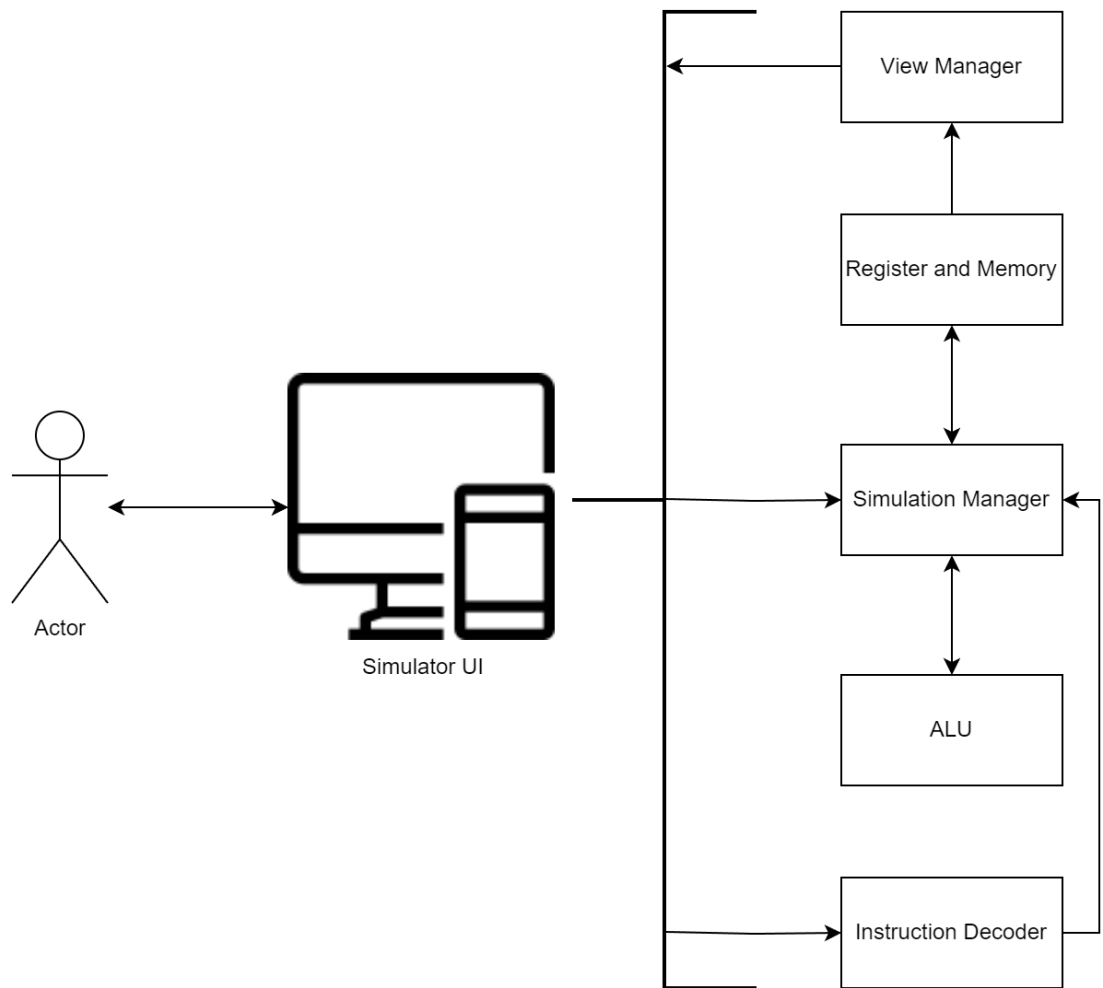 View Manager
Register and Memory
Simulation Manager
Actor
Simulator UI
ALU
Instruction Decoder